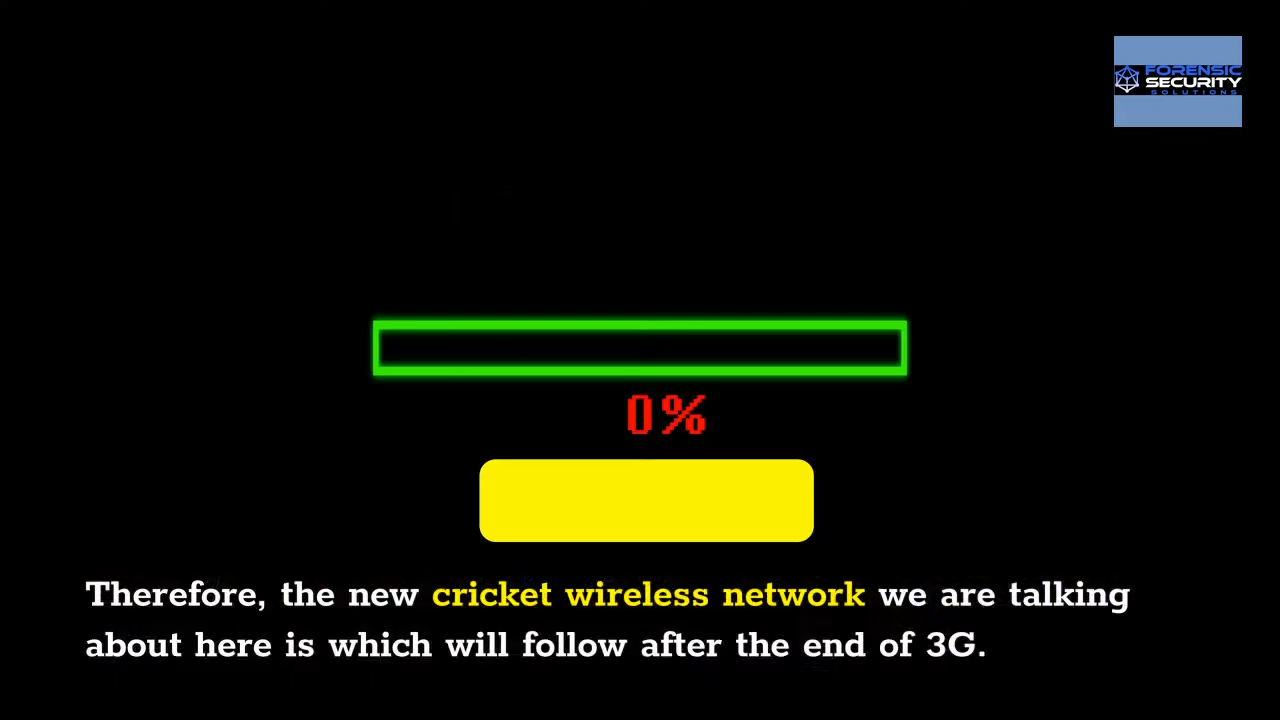 FORENSIC
SECURITY
SOLUTIONS
0%
Therefore, the new cricket wireless network we are talking
about here is which will follow after the end of 3G.